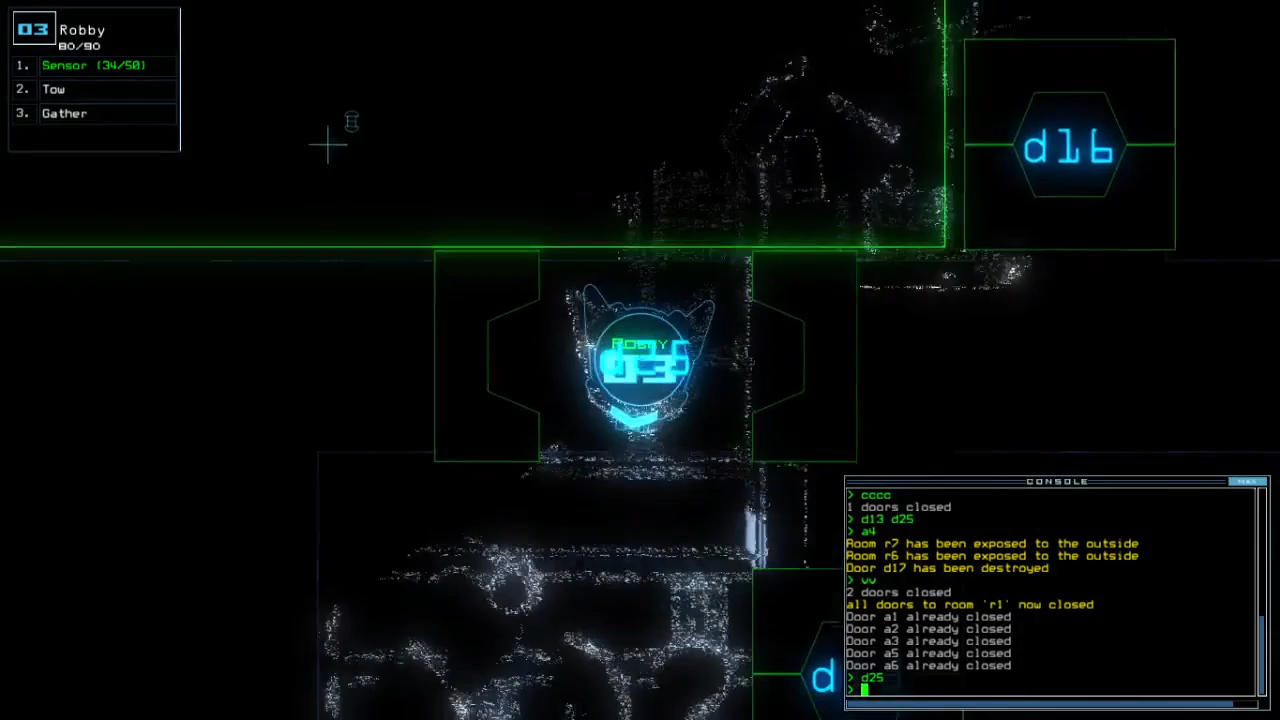 03 Robby
80/90
1. Sensor (34/50)
2. Tow
3. Gather
d16
Robby
03
d
CONSOLE
> cccc
1 doors closed
> d13 d25
> a4
Room r7 has been exposed to the outside
Room r6 has been exposed to the outside
Door d17 has been destroyed
> vv
2 doors closed
all doors to room 'r1' now closed
Door a1 already closed
Door a2 already closed
Door a3 already closed
Door a5 already closed
Door a6 already closed
> d25
>